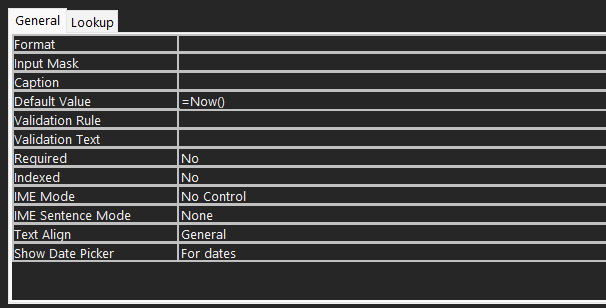 General Lookup
Format
Input Mask
Caption
Default Value =Now()
Validation Rule
Validation Text
Required No
Indexed No
IME Mode No Control
IME Sentence Mode None
Text Align General
Show Date Picker For dates